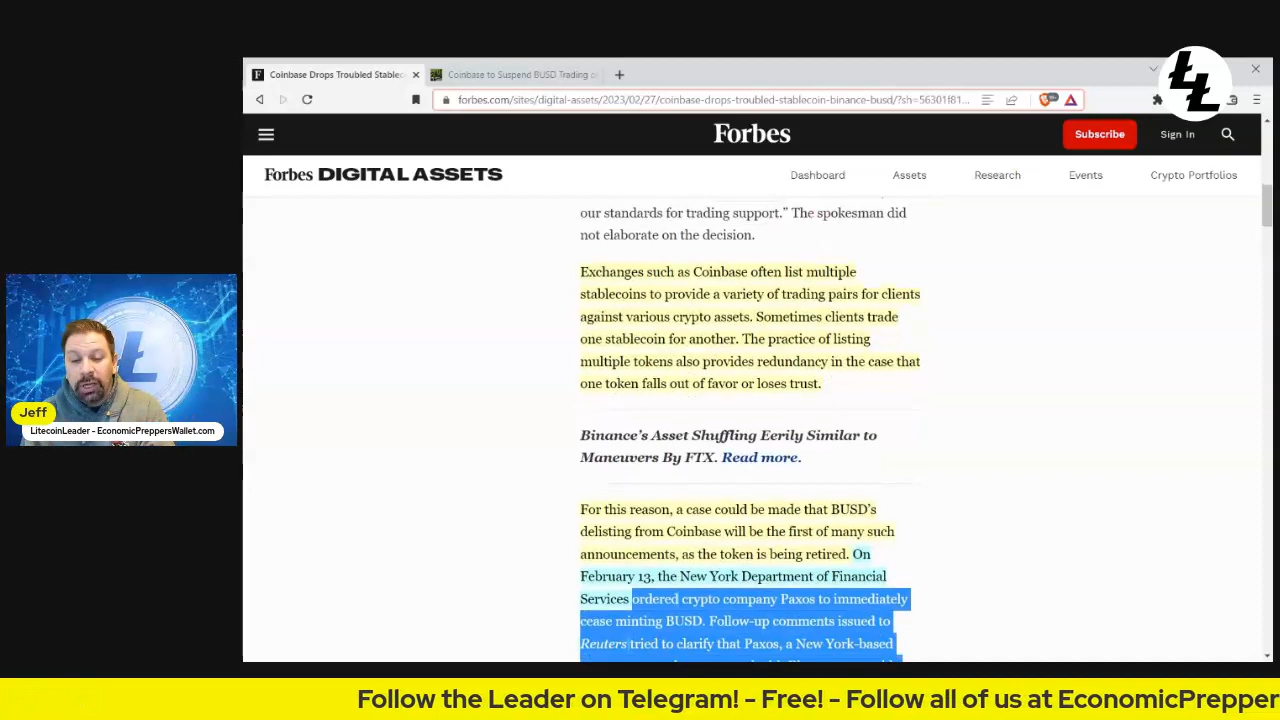 Coinbase Drops Troubled Stableco
Coinbase to Suspend BUSD Trading o
forbes.com/sites/digital-assets/2023/02/27/coinbase-drops-troubled-stablecoin-binance-busd/?sh=56301f81...
Forbes
Subscribe
Sign In
Forbes DIGITAL ASSETS
Dashboard
Assets
Research
Events
Crypto Portfolios
our standards for trading support.” The spokesman did
not elaborate on the decision.
Exchanges such as Coinbase often list multiple
stablecoins to provide a variety of trading pairs for clients
against various crypto assets. Sometimes clients trade
one stablecoin for another. The practice of listing
multiple tokens also provides redundancy in the case that
one token falls out of favor or loses trust.
Binance’s Asset Shuffling Eerily Similar to
Maneuvers By FTX. Read more.
For this reason, a case could be made that BUSD’s
delisting from Coinbase will be the first of many such
announcements, as the token is being retired. On
February 13, the New York Department of Financial
Services ordered crypto company Paxos to immediately
cease minting BUSD. Follow-up comments issued to
Reuters tried to clarify that Paxos, a New York-based
Jeff
LitecoinLeader - EconomicPreppersWallet.com
Follow the Leader on Telegram! - Free! - Follow all of us at EconomicPrepper